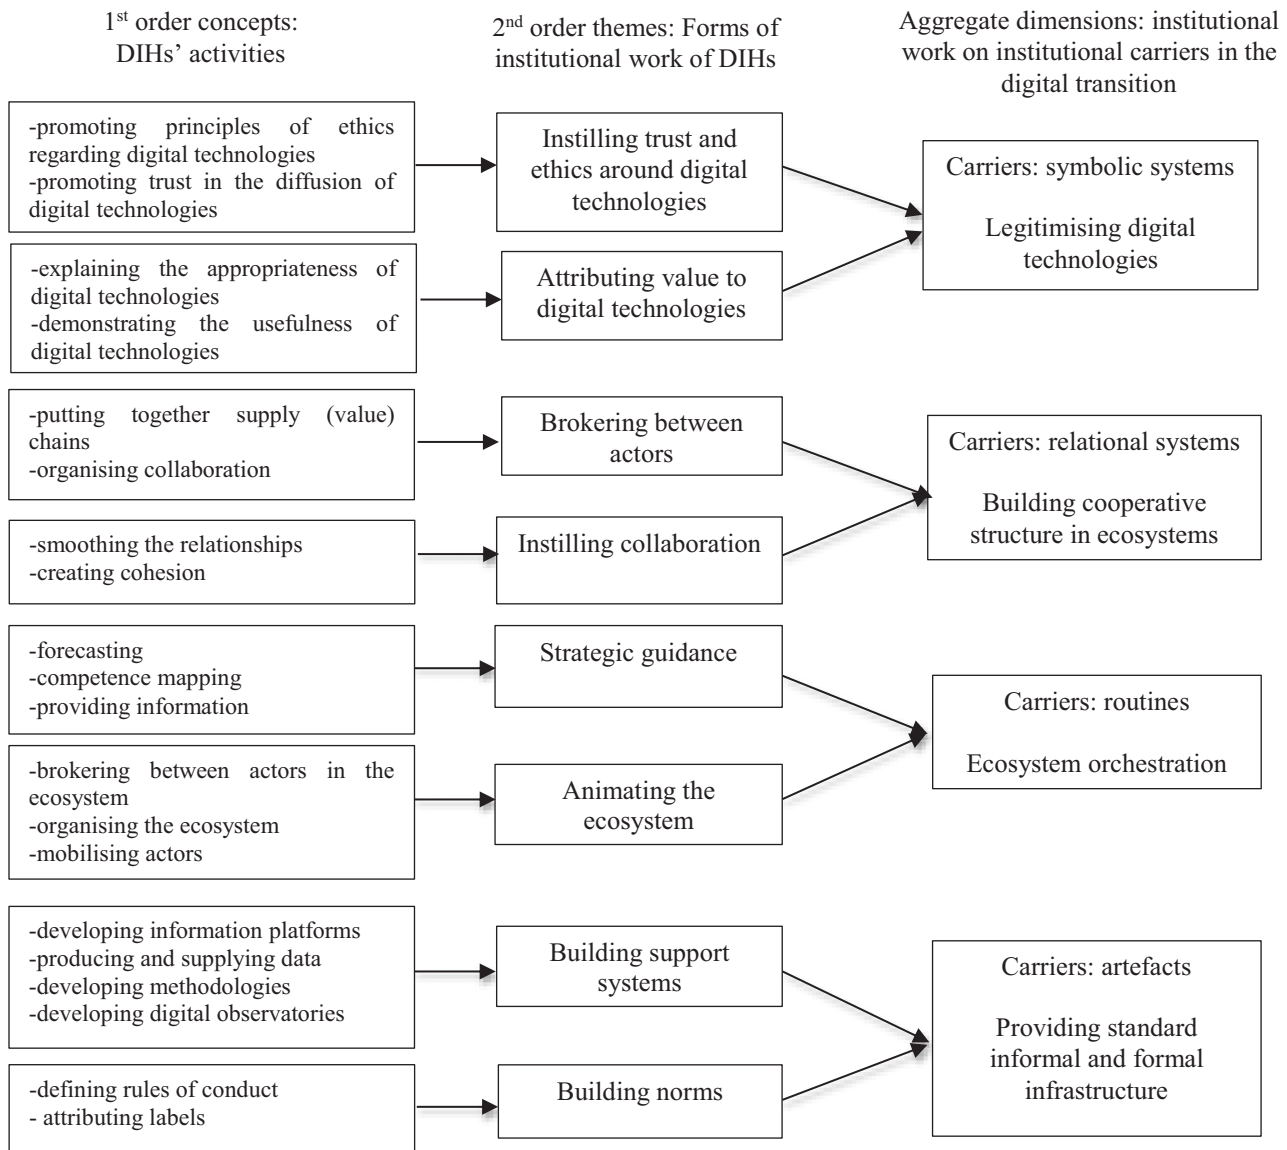 1st order concepts:
DIHs' activities
2nd order themes: Forms of
institutional work of DIHs
Aggregate dimensions: institutional
work on institutional carriers in the
digital transition
-promoting principles of ethics
regarding digital technologies
-promoting trust in the diffusion of
digital technologies
Instilling trust and
ethics around digital
technologies
-explaining the appropriateness of
digital technologies
-demonstrating the usefulness of
digital technologies
Attributing value to
digital technologies
Carriers: symbolic systems
Legitimising digital
technologies
-putting together supply (value)
chains
-organising collaboration
Brokering between
actors
-smoothing the relationships
-creating cohesion
Instilling collaboration
Carriers: relational systems
Building cooperative
structure in ecosystems
-forecasting
-competence mapping
-providing information
Strategic guidance
-brokering between actors in the
ecosystem
-organising the ecosystem
-mobilising actors
Animating the
ecosystem
Carriers: routines
Ecosystem orchestration
-developing information platforms
-producing and supplying data
-developing methodologies
-developing digital observatories
Building support
systems
-defining rules of conduct
- attributing labels
Building norms
Carriers: artefacts
Providing standard
informal and formal
infrastructure